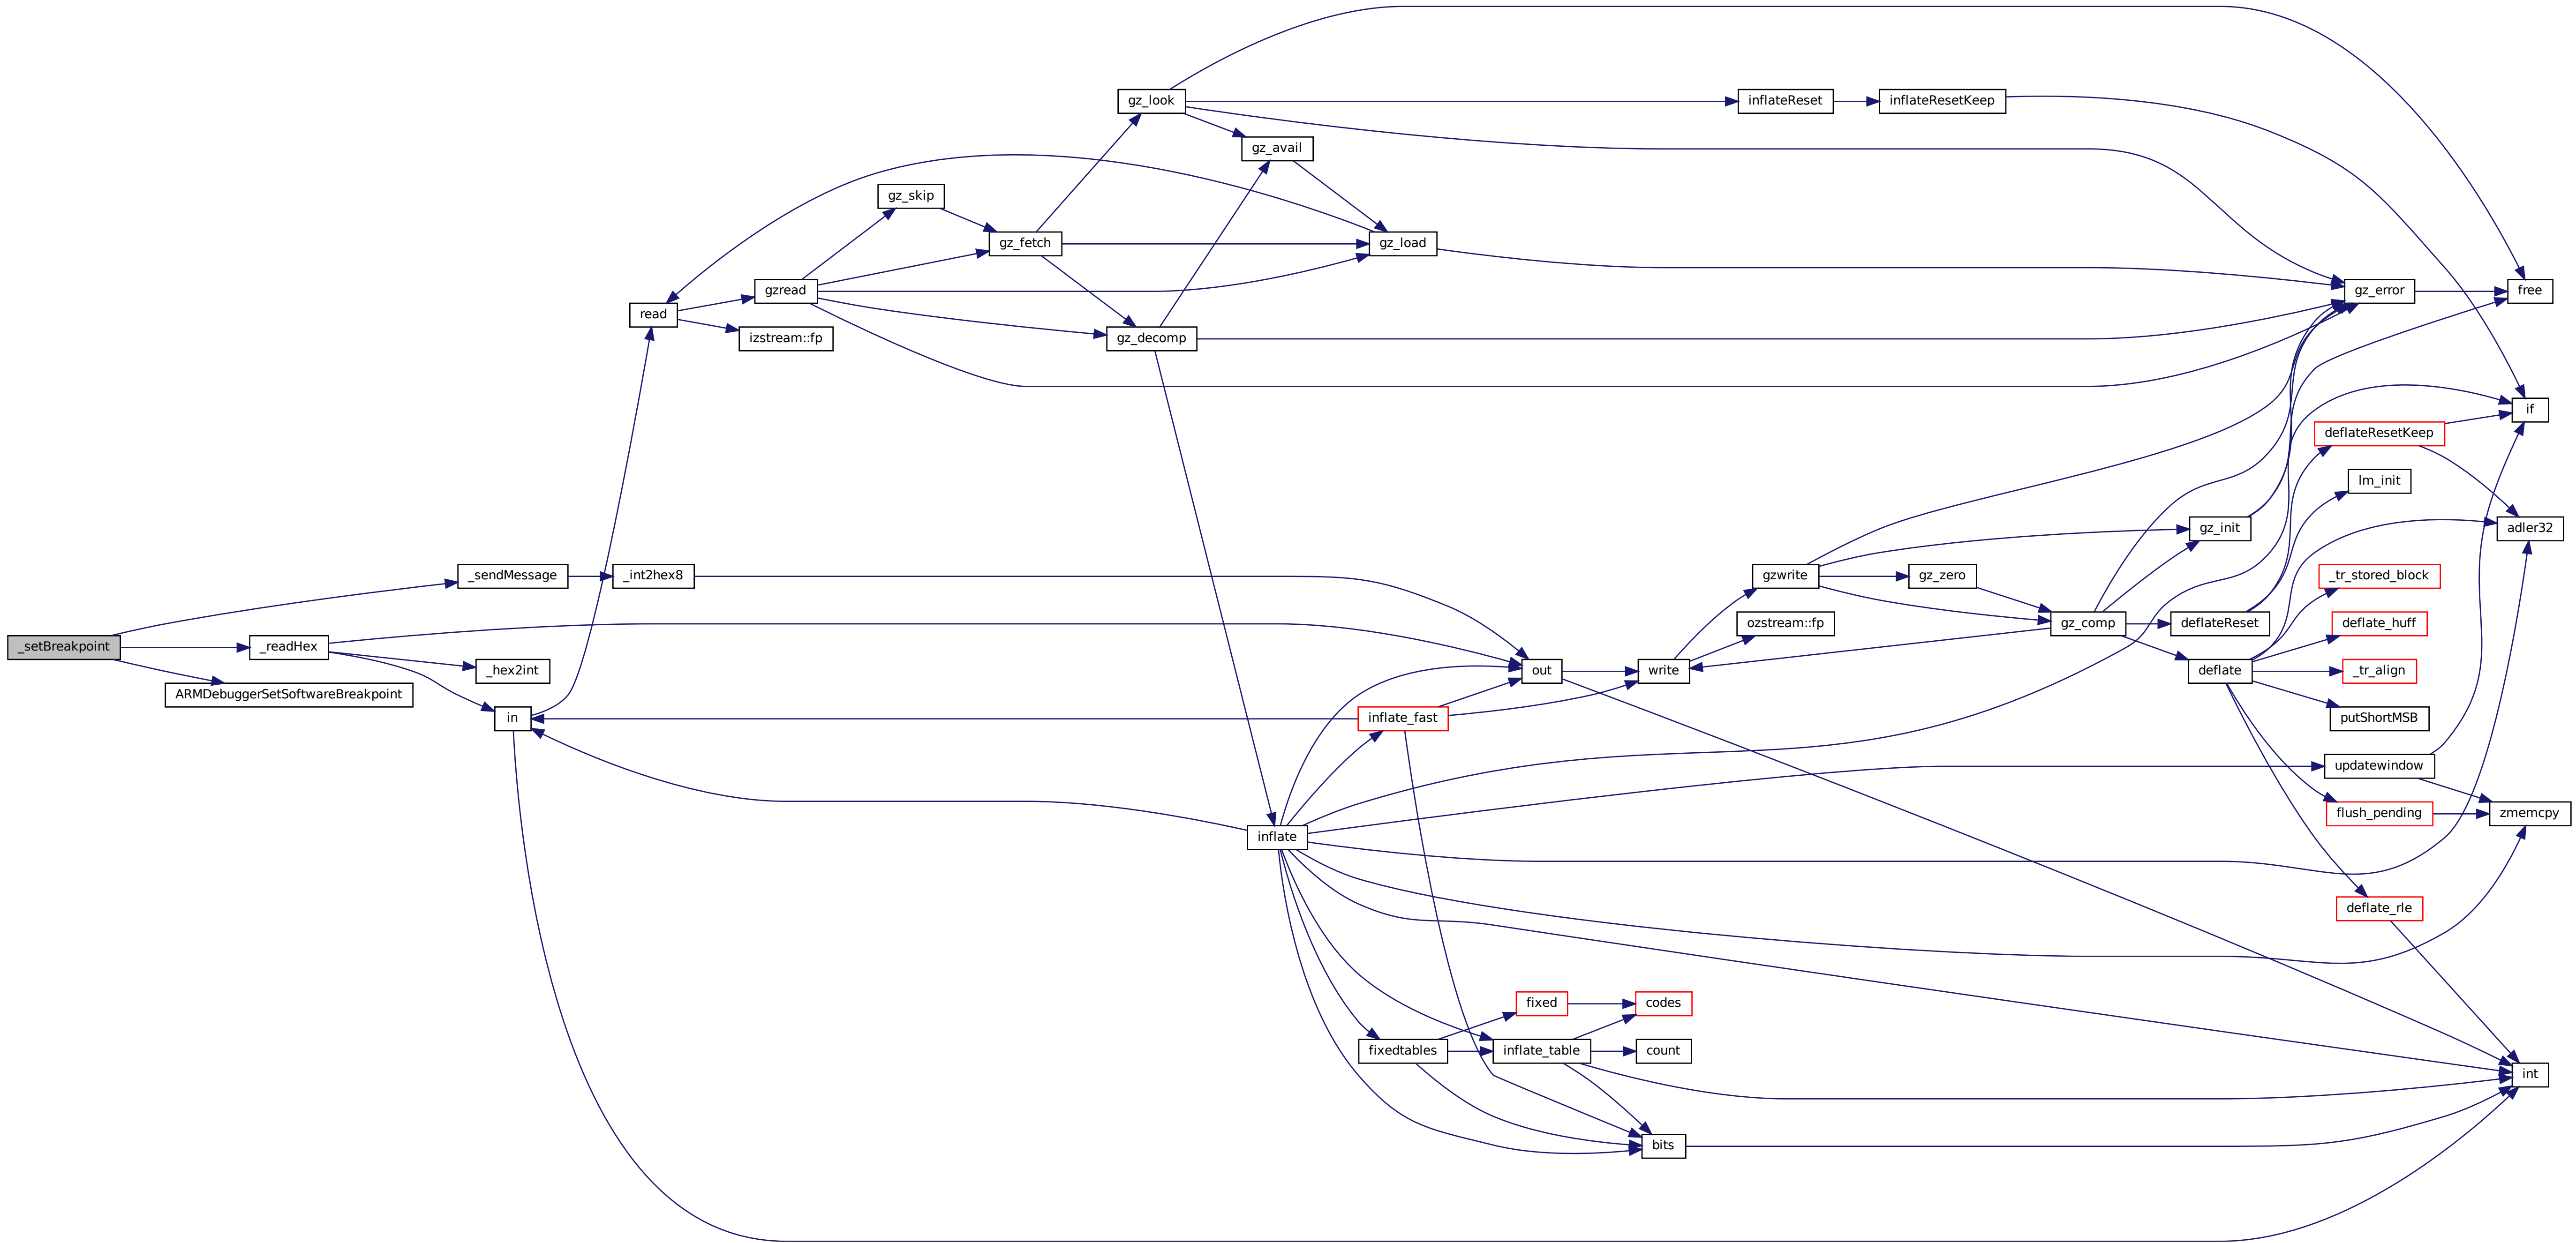 _setBreakpoint
_sendMessage
_readHex
ARMDebuggerSetSoftwareBreakpoint
_int2hex8
_hex2int
in
read
gzread
izstream::fp
gz_skip
gz_fetch
gz_look
gz_avail
gz_decomp
gz_load
inflateReset
inflateResetKeep
gz_error
free
if
deflateResetKeep
lm_init
adler32
gz_init
gzwrite
gz_zero
ozstream::fp
gz_comp
deflateReset
_tr_stored_block
deflate_huff
out
write
deflate
_tr_align
putShortMSB
inflate_fast
updatewindow
flush_pending
zmemcpy
inflate
deflate_rle
fixed
codes
fixedtables
inflate_table
count
int
bits